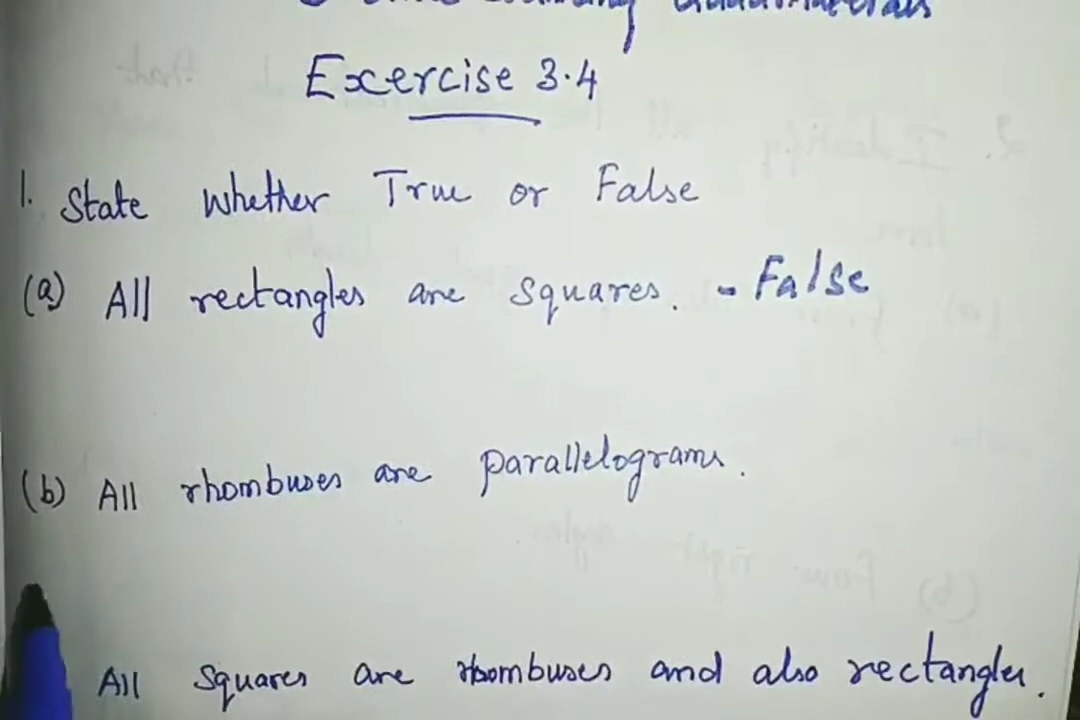 Excercise 3.4
1. State whether True or False
(a) All rectangles are squares. - False
(b) All rhombuses are parallelograms.
All squares are rhombuses and also rectangles.